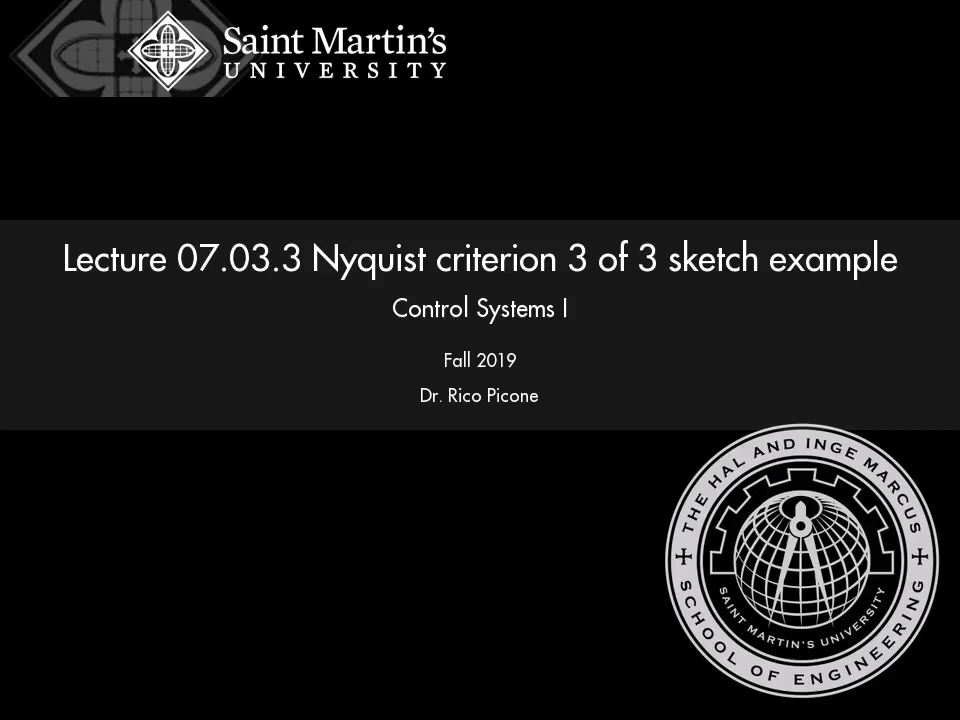 Saint Martin's
UNIVERSITY
Lecture 07.03.3 Nyquist criterion 3 of 3 sketch example
Control Systems I
Fall 2019
Dr. Rico Picone
THE HAL AND INGE MARCUS
SCHOOL OF ENGINEERING
SAINT MARTIN'S UNIVERSITY